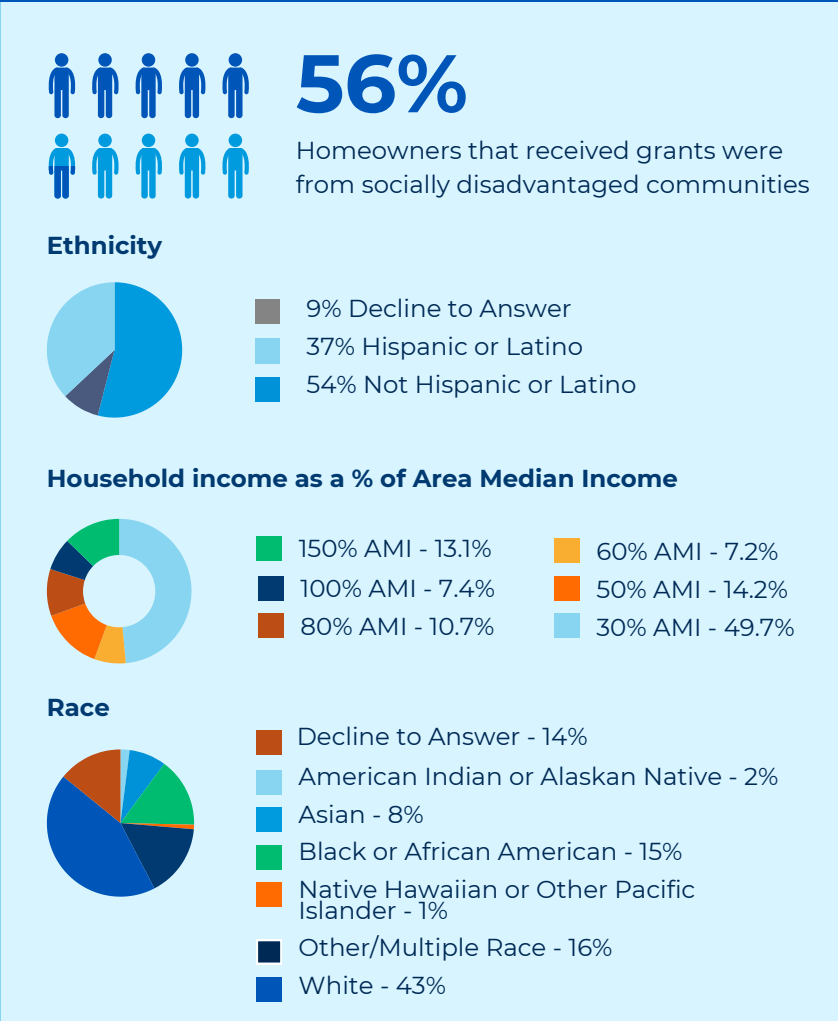 56%
Homeowners that received grants were
from socially disadvantaged communities
Ethnicity
9% Decline to Answer
37% Hispanic or Latino
54% Not Hispanic or Latino
Household income as a % of Area Median Income
150% AMI - 13.1%
100% AMI - 7.4%
80% AMI - 10.7%
60% AMI - 7.2%
50% AMI - 14.2%
30% AMI - 49.7%
Race
Decline to Answer - 14%
American Indian or Alaskan Native - 2%
Asian - 8%
Black or African American - 15%
Native Hawaiian or Other Pacific
Islander - 1%
Other/Multiple Race - 16%
White - 43%